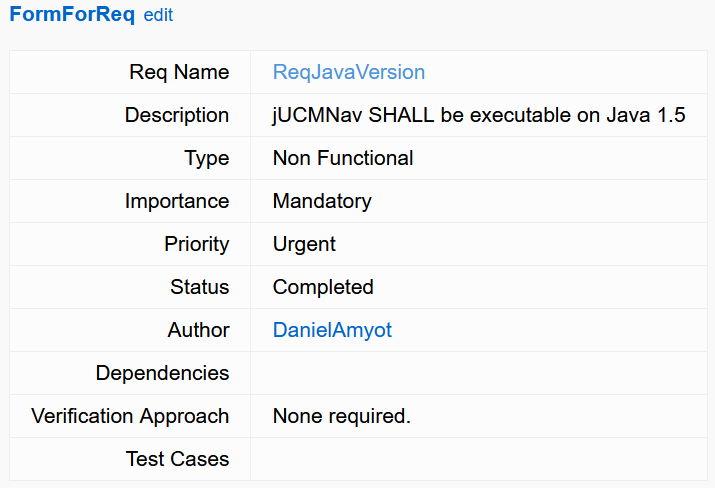 FormForReq edit
Req Name ReqJavaVersion
Description jUCMNav SHALL be executable on Java 1.5
Type Non Functional
Importance Mandatory
Priority Urgent
Status Completed
Author DanielAmyot
Dependencies
Verification Approach None required.
Test Cases